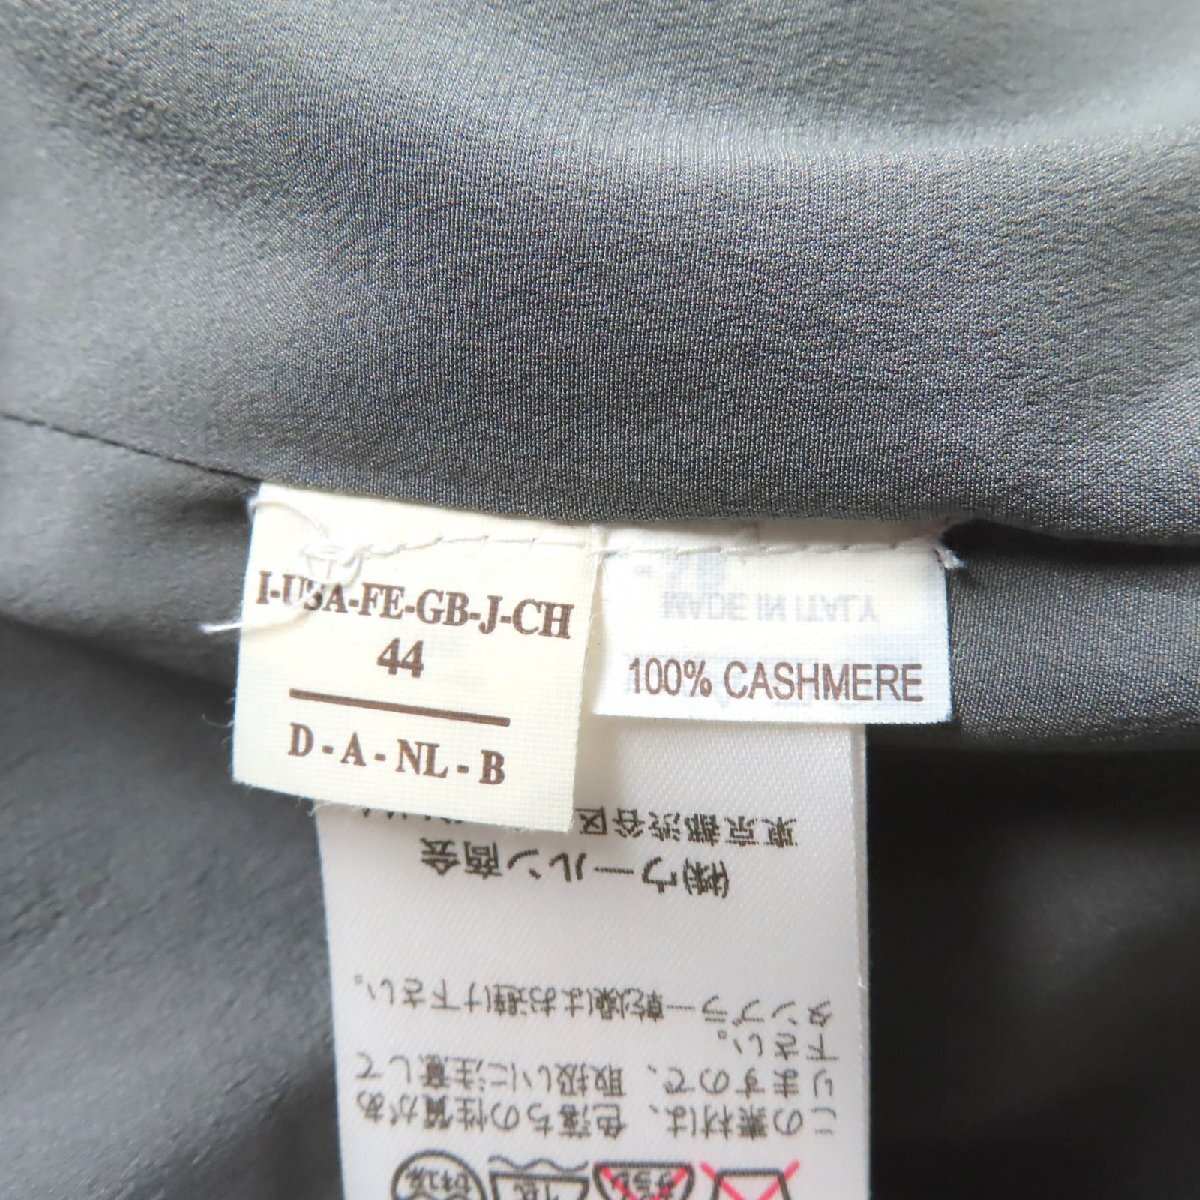 I-USA-FE-GB-J-CH
44
D - A - NL - B
MADE IN ITALY
100% CASHMERE
この素材は、色落ちの性質があ
りますので、取扱いに注意して
下さい。
タンブラー乾燥はお避け下さい。
㈱ウールン商会
東京都渋谷区